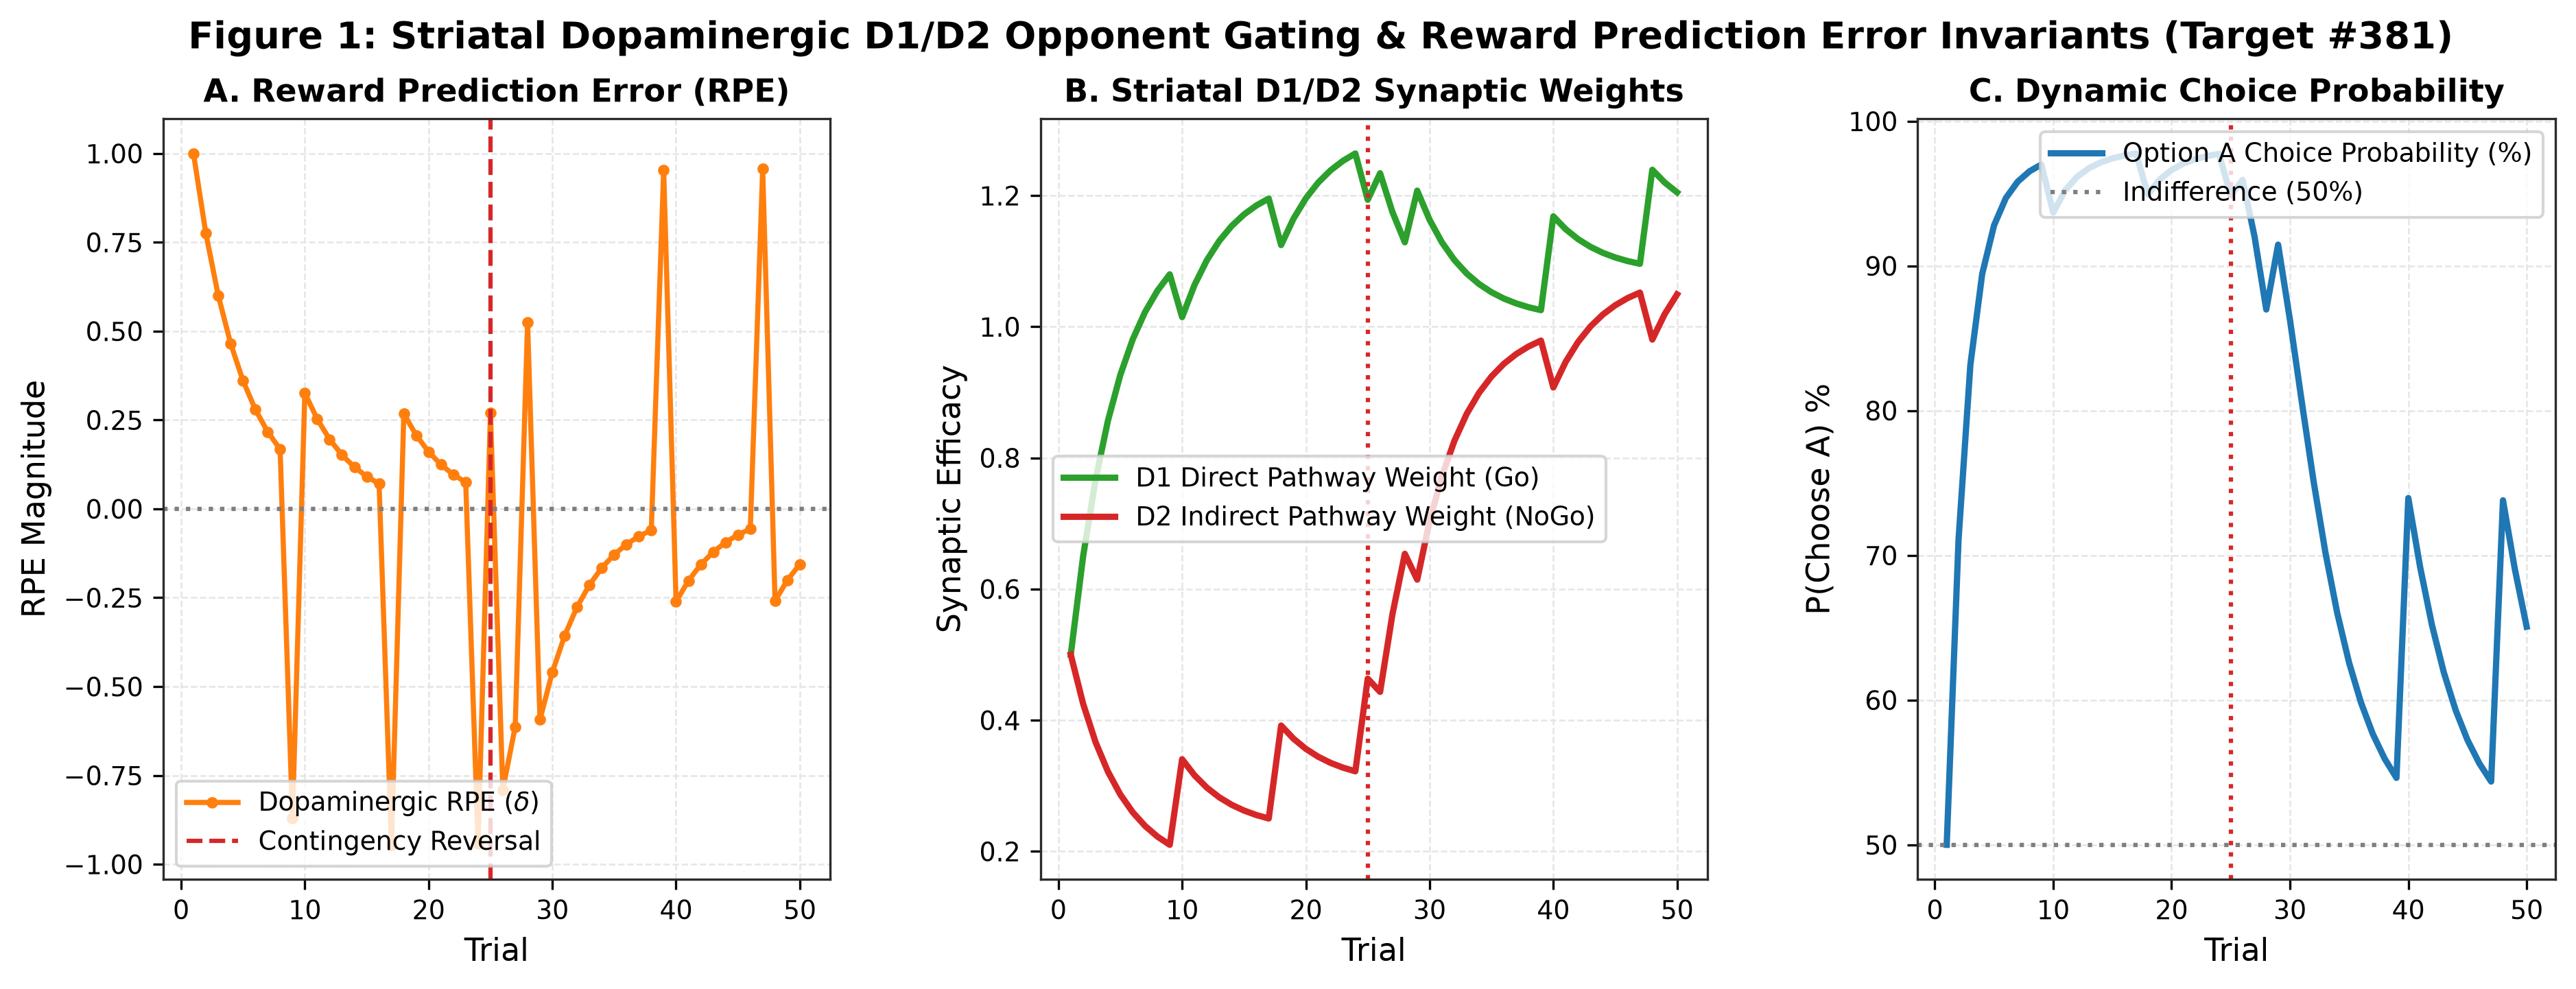 Figure 1: Striatal Dopaminergic D1/D2 Opponent Gating & Reward Prediction Error Invariants (Target #381)
A. Reward Prediction Error (RPE)
RPE Magnitude
1.00
0.75
0.50
0.25
0.00
−0.25
−0.50
−0.75
−1.00
Dopaminergic RPE (δ)
Contingency Reversal
0 10 20 30 40 50
Trial
B. Striatal D1/D2 Synaptic Weights
Synaptic Efficacy
1.2
1.0
0.8
0.6
0.4
0.2
D1 Direct Pathway Weight (Go)
D2 Indirect Pathway Weight (NoGo)
0 10 20 30 40 50
Trial
C. Dynamic Choice Probability
P(Choose A) %
100
90
80
70
60
50
Option A Choice Probability (%)
Indifference (50%)
0 10 20 30 40 50
Trial